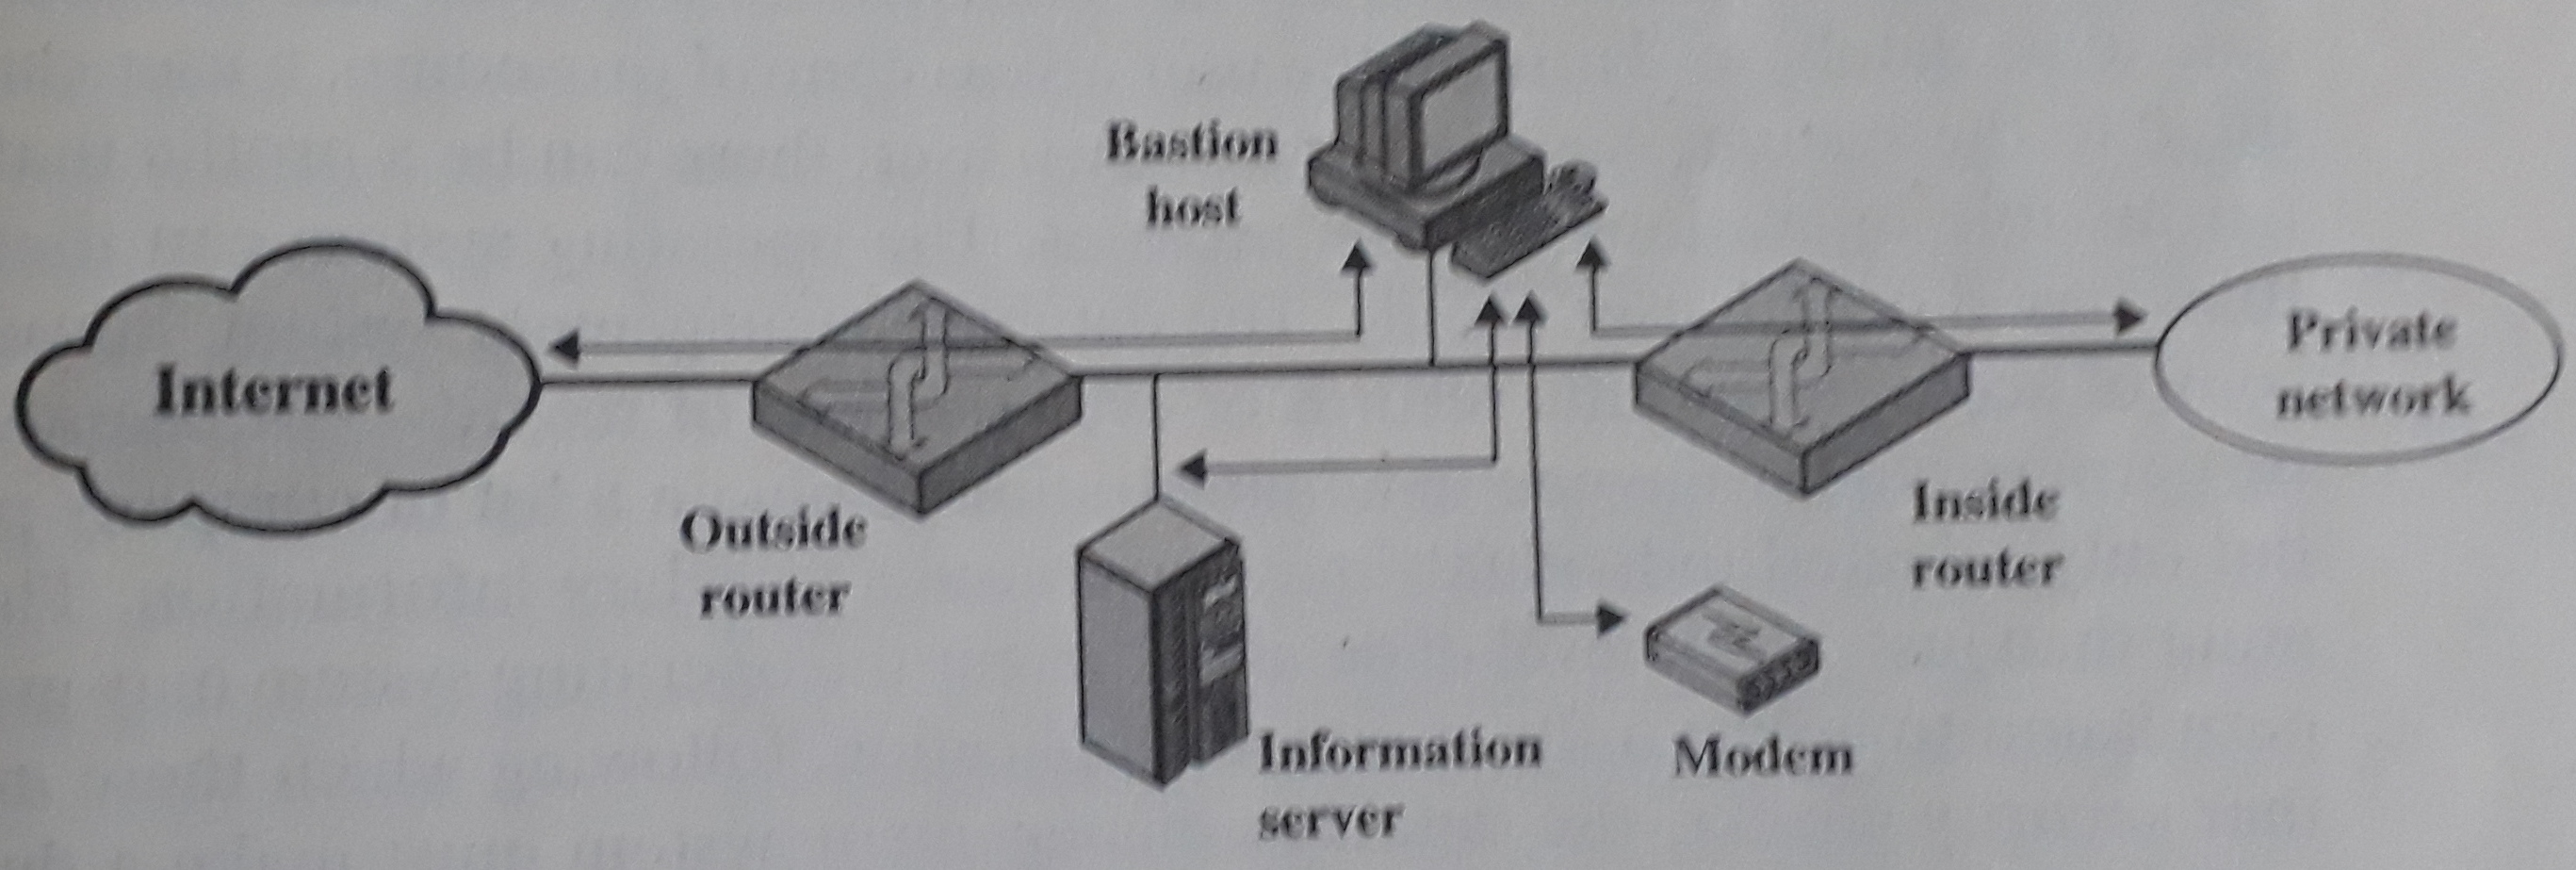 Bastion
host
Internet
Private
network
Outside
router
Inside
router
Information
server
Modem